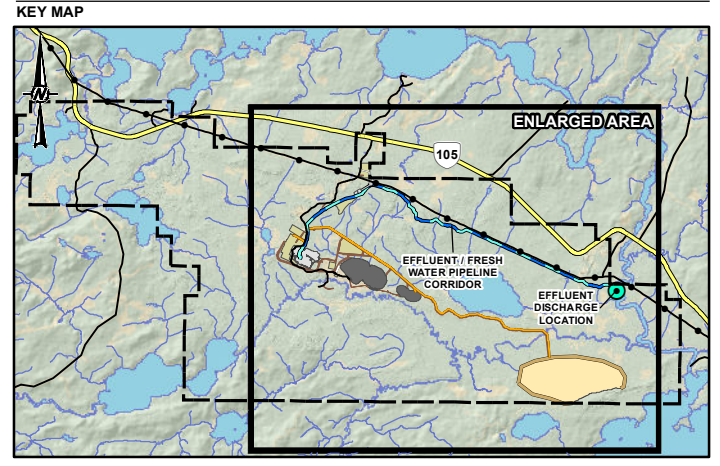 KEY MAP
N
ENLARGED AREA
105
EFFLUENT / FRESH
WATER PIPELINE
CORRIDOR
EFFLUENT
DISCHARGE
LOCATION